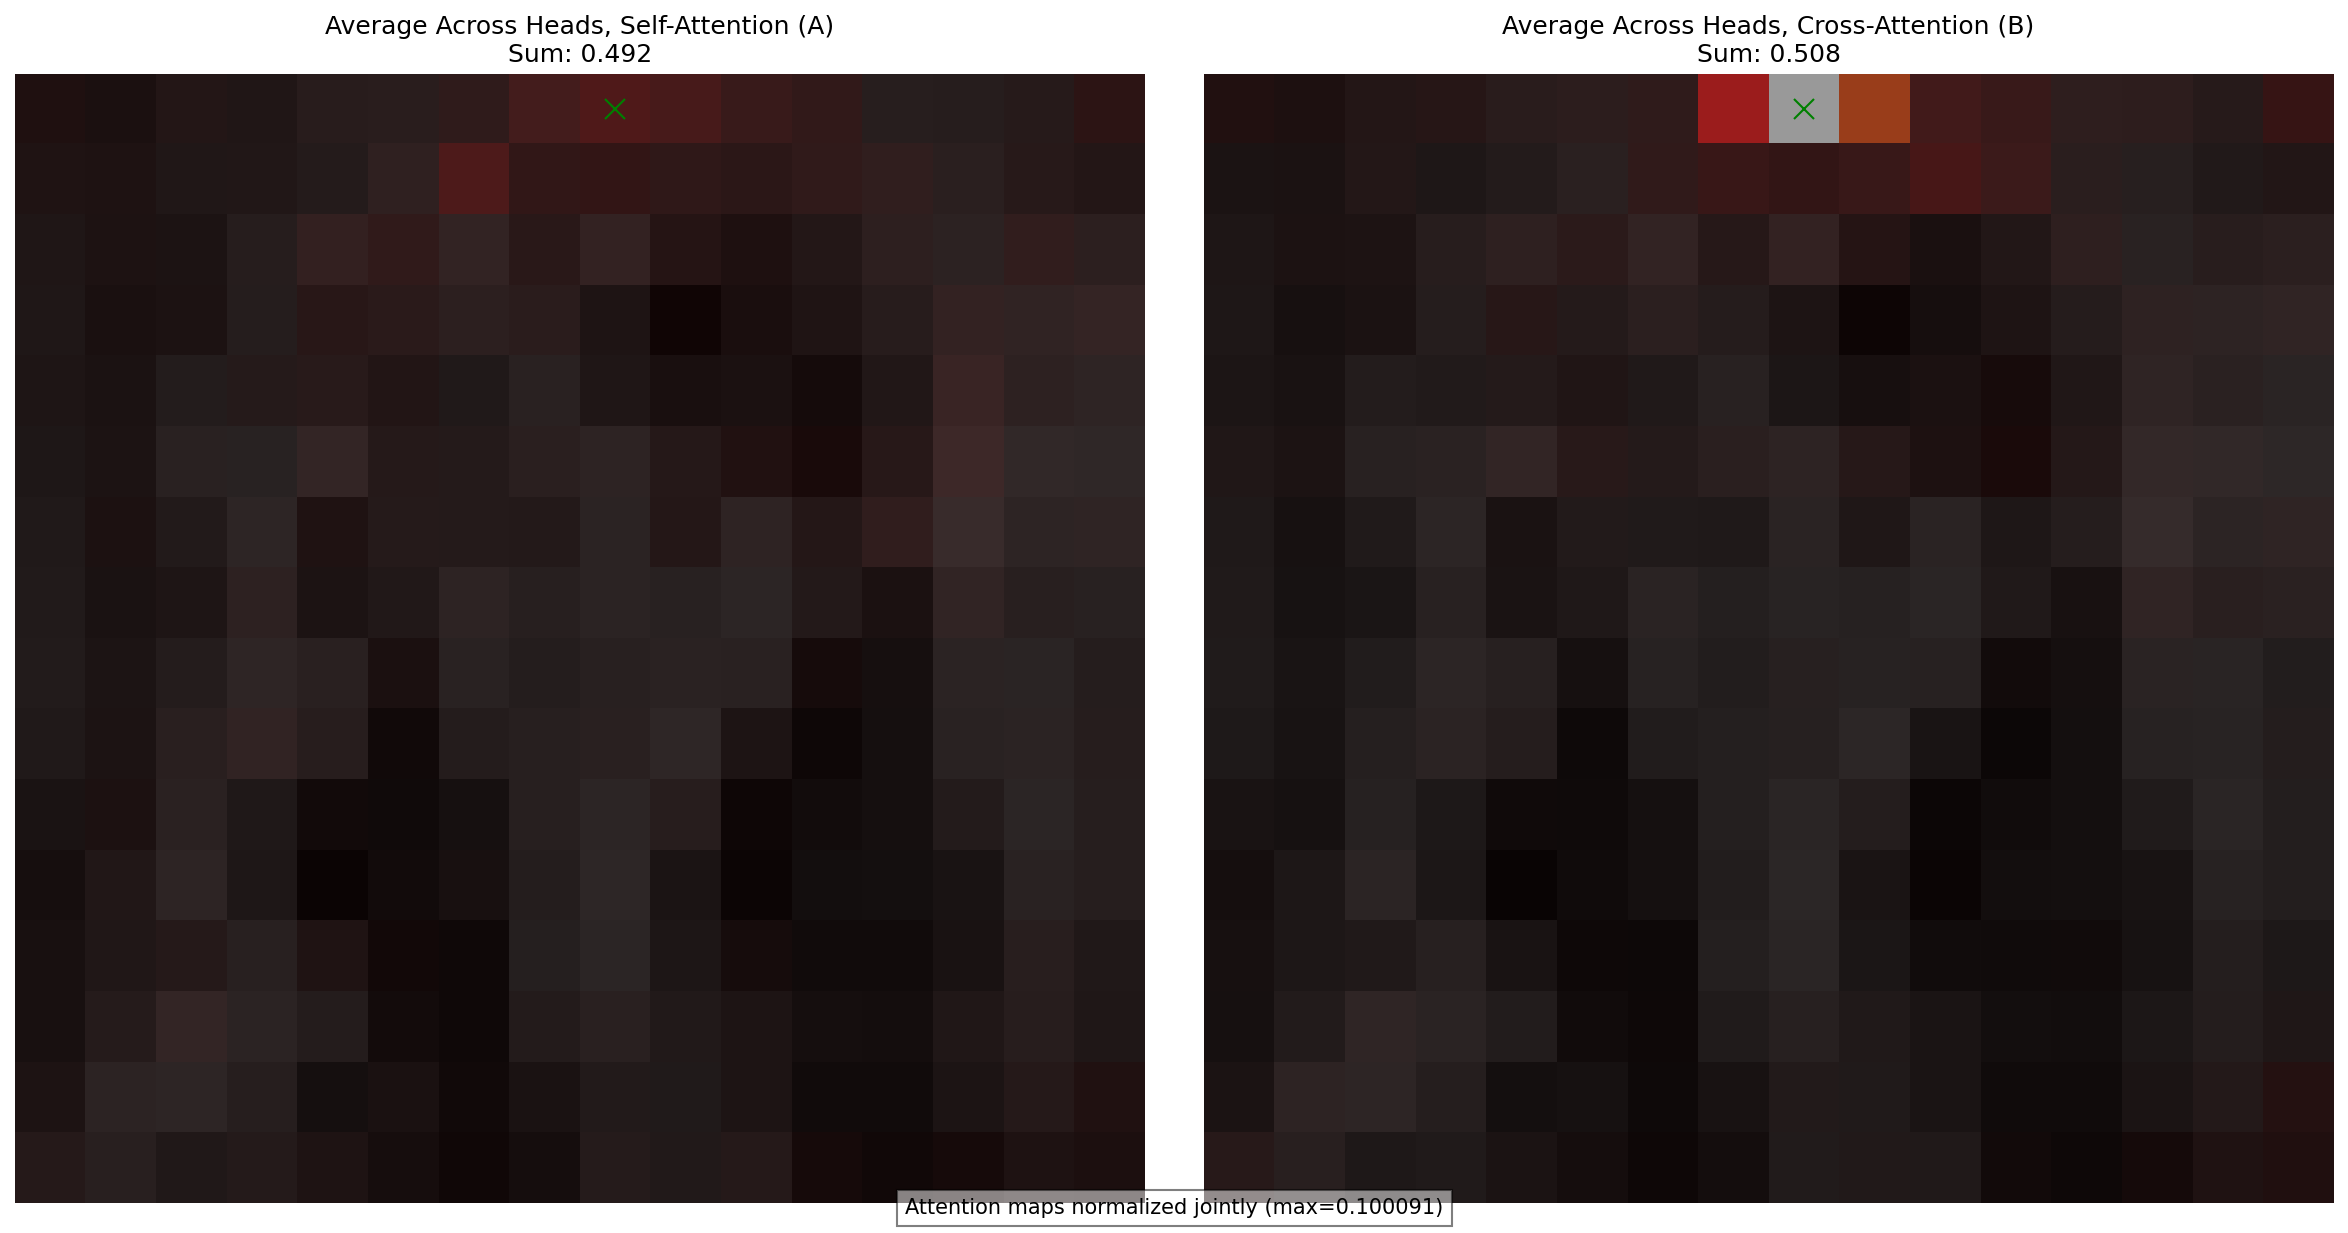 Average Across Heads, Self-Attention (A)
Sum: 0.492
Average Across Heads, Cross-Attention (B)
Sum: 0.508
Attention maps normalized jointly (max=0.100091)